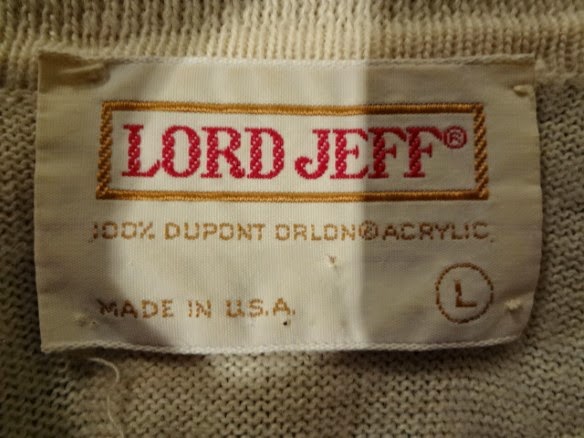 LORD JEFF®
100% DUPONT ORLON® ACRYLIC
L
MADE IN U.S.A.